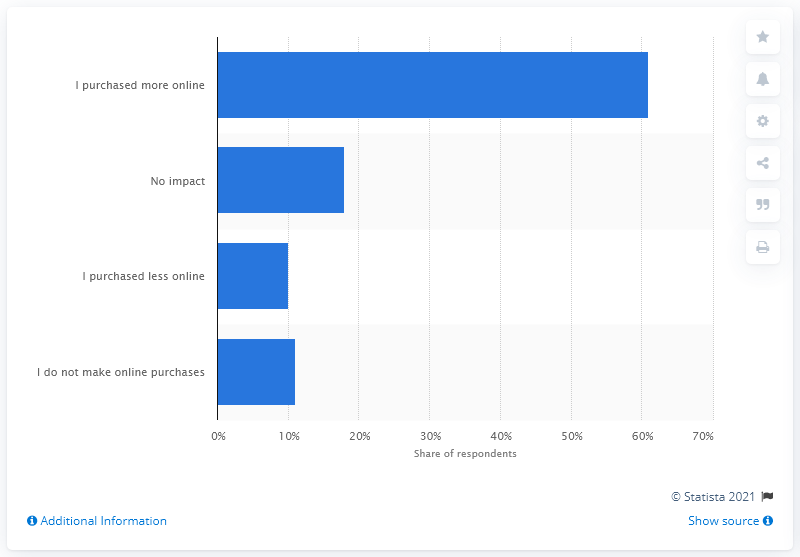 I purchased more online
No impact
I purchased less online
I do not make online purchases
0% 10% 20% 30% 40% 50% 60% 70%
Share of respondents
© Statista 2021
Additional Information
Show source